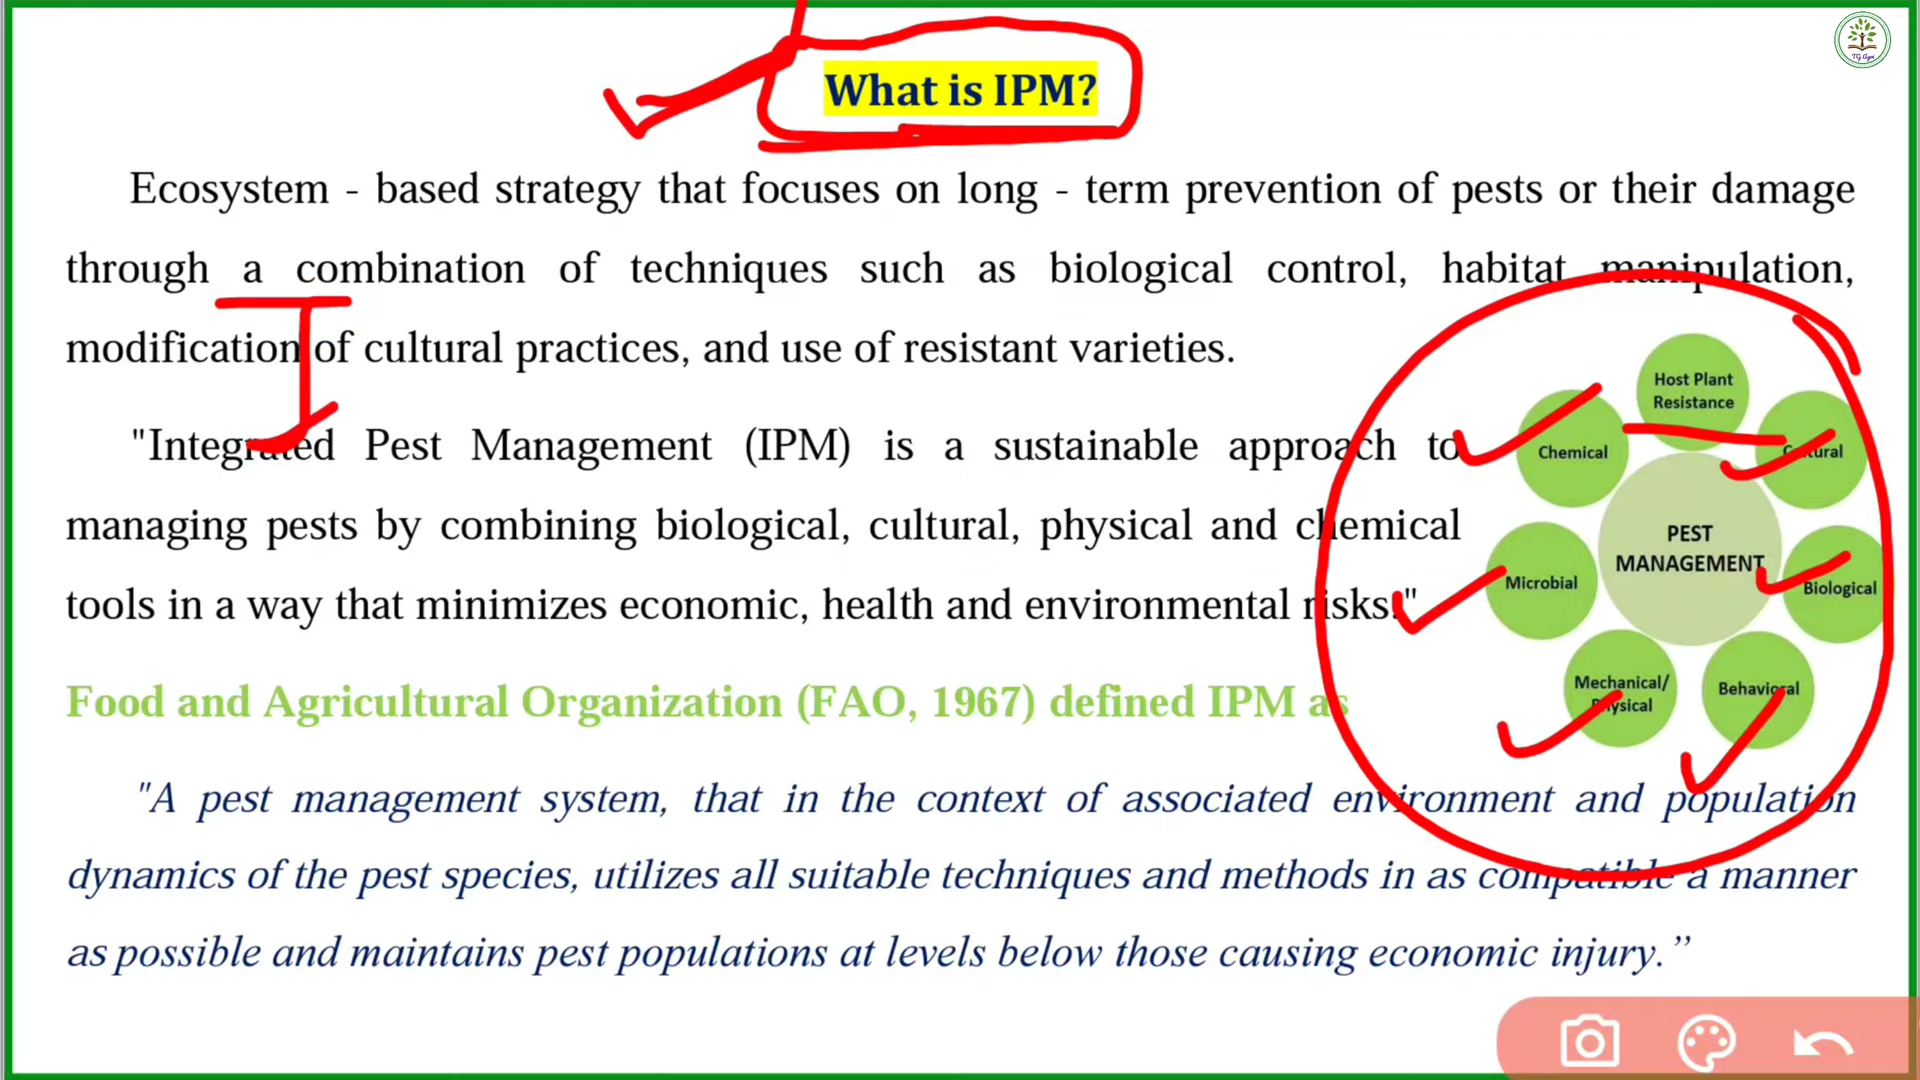 What is IPM?
Ecosystem - based strategy that focuses on long - term prevention of pests or their damage
through a combination of techniques such as biological control, habitat manipulation,
modification of cultural practices, and use of resistant varieties.
"Integrated Pest Management (IPM) is a sustainable approach to
managing pests by combining biological, cultural, physical and chemical
tools in a way that minimizes economic, health and environmental risks."
Food and Agricultural Organization (FAO, 1967) defined IPM as
"A pest management system, that in the context of associated environment and population
dynamics of the pest species, utilizes all suitable techniques and methods in as compatible a manner
as possible and maintains pest populations at levels below those causing economic injury.”
Host Plant
Resistance
Chemical
Cultural
PEST
MANAGEMENT
Microbial
Biological
Mechanical/
Physical
Behavioral
TG Agri